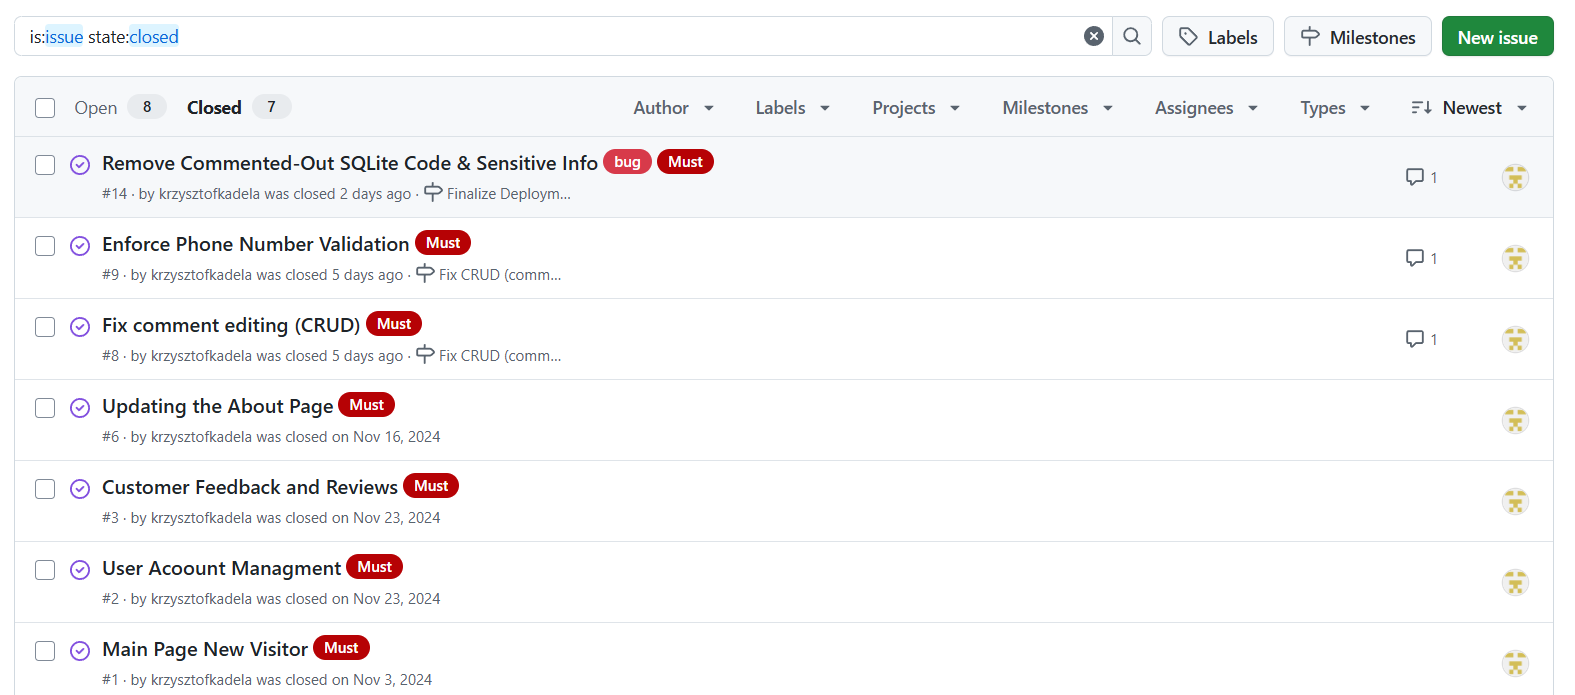 is:issue state:closed
Labels
Milestones
New issue
Open 8 Closed 7 Author Labels Projects Milestones Assignees Types Newest
Remove Commented-Out SQLite Code & Sensitive Info bug Must
#14 · by krzysztofkadela was closed 2 days ago · Finalize Deploym...
1
Enforce Phone Number Validation Must
#9 · by krzysztofkadela was closed 5 days ago · Fix CRUD (comm...
1
Fix comment editing (CRUD) Must
#8 · by krzysztofkadela was closed 5 days ago · Fix CRUD (comm...
1
Updating the About Page Must
#6 · by krzysztofkadela was closed on Nov 16, 2024
Customer Feedback and Reviews Must
#3 · by krzysztofkadela was closed on Nov 23, 2024
User Acoount Managment Must
#2 · by krzysztofkadela was closed on Nov 23, 2024
Main Page New Visitor Must
#1 · by krzysztofkadela was closed on Nov 3, 2024